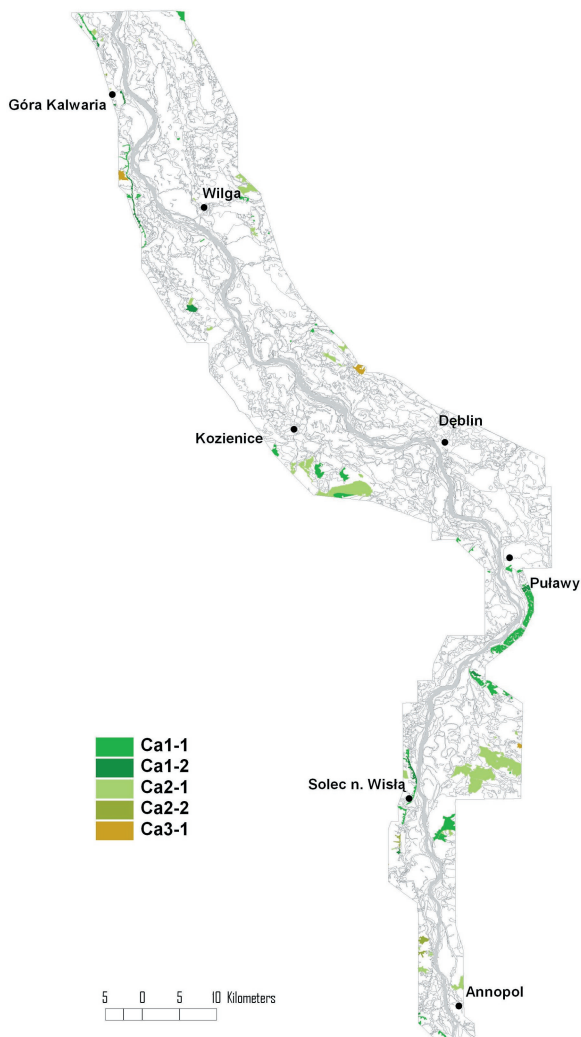 Góra Kalwaria
Wilga
Dęblin
Kozienice
Puławy
Ca1-1
Ca1-2
Ca2-1
Ca2-2
Ca3-1
Solec n. Wisłą
Annopol
5 0 5 10 Kilometers